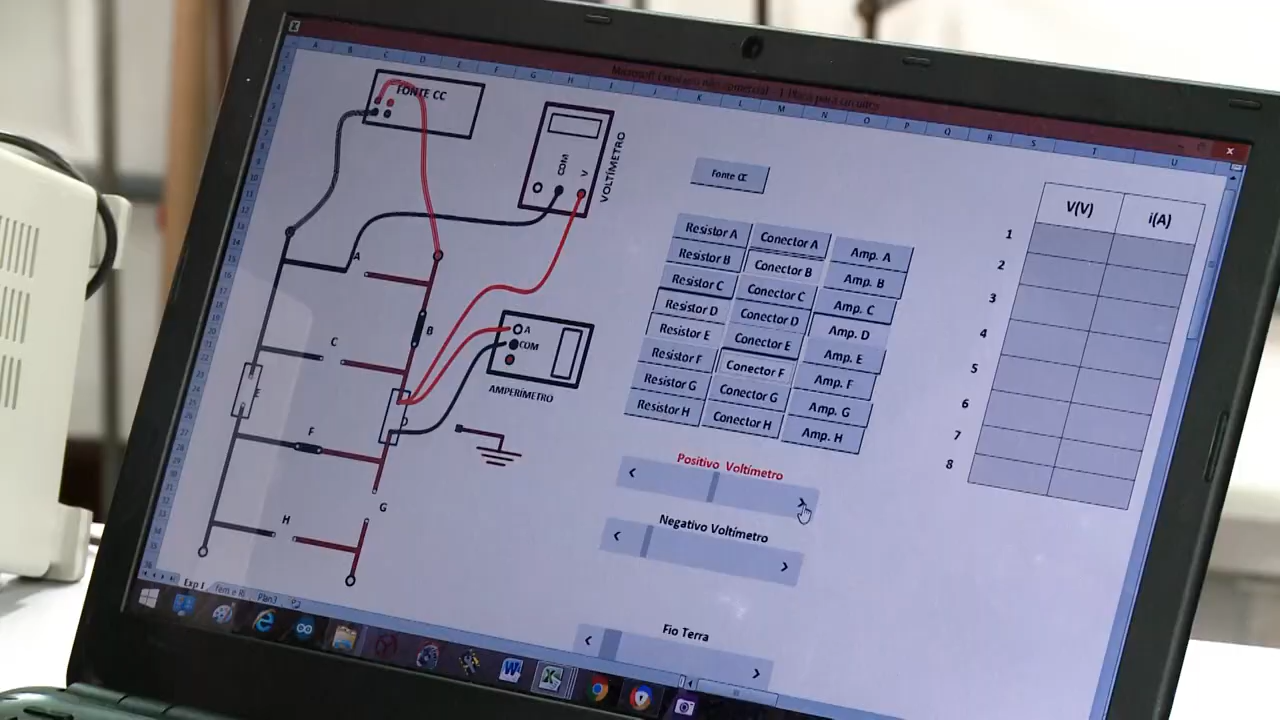 FONTE CC
COM
V
VOLTÍMETRO
A
B
C
E
F
G
H
A
COM
AMPERÍMETRO
Fonte CC
Resistor A
Conector A
Amp. A
Resistor B
Conector B
Amp. B
Resistor C
Conector C
Amp. C
Resistor D
Conector D
Amp. D
Resistor E
Conector E
Amp. E
Resistor F
Conector F
Amp. F
Resistor G
Conector G
Amp. G
Resistor H
Conector H
Amp. H
Positivo Voltímetro
Negativo Voltímetro
Fio Terra
V(V)
i(A)
1
2
3
4
5
6
7
8
Exp I
Plan3